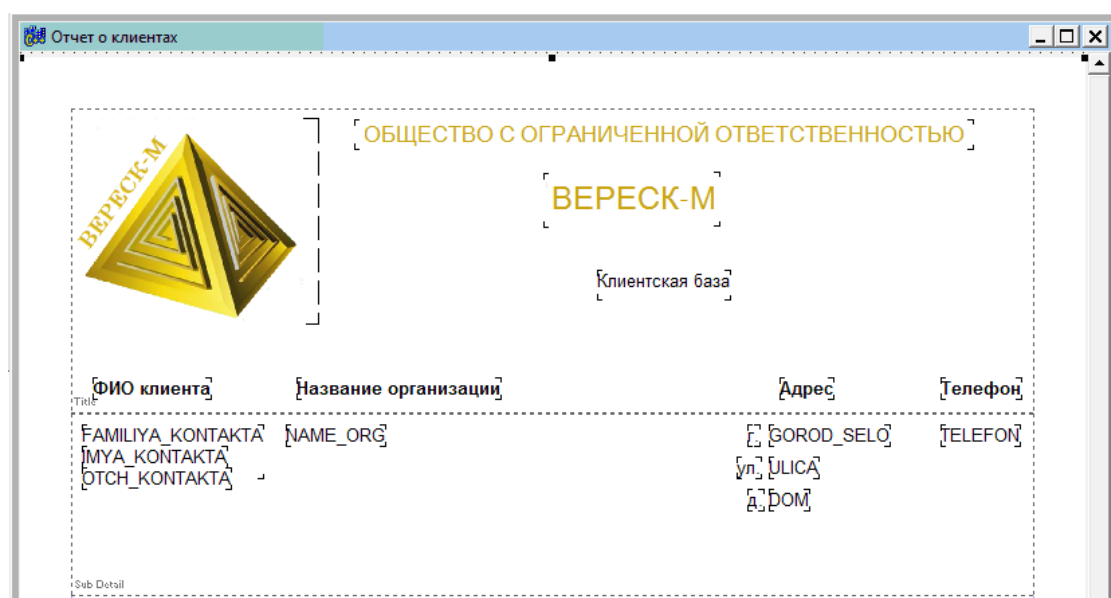 Отчет о клиентах
ВЕРЕСК-М
ОБЩЕСТВО С ОГРАНИЧЕННОЙ ОТВЕТСТВЕННОСТЬЮ
ВЕРЕСК-М
Клиентская база
ФИО клиента Название организации Адрес Телефон
Title
FAMILIYA_KONTAKTA NAME_ORG г. GOROD_SELO TELEFON
IMYA_KONTAKTA ул. ULICA
OTCH_KONTAKTA д. DOM
Sub Detail